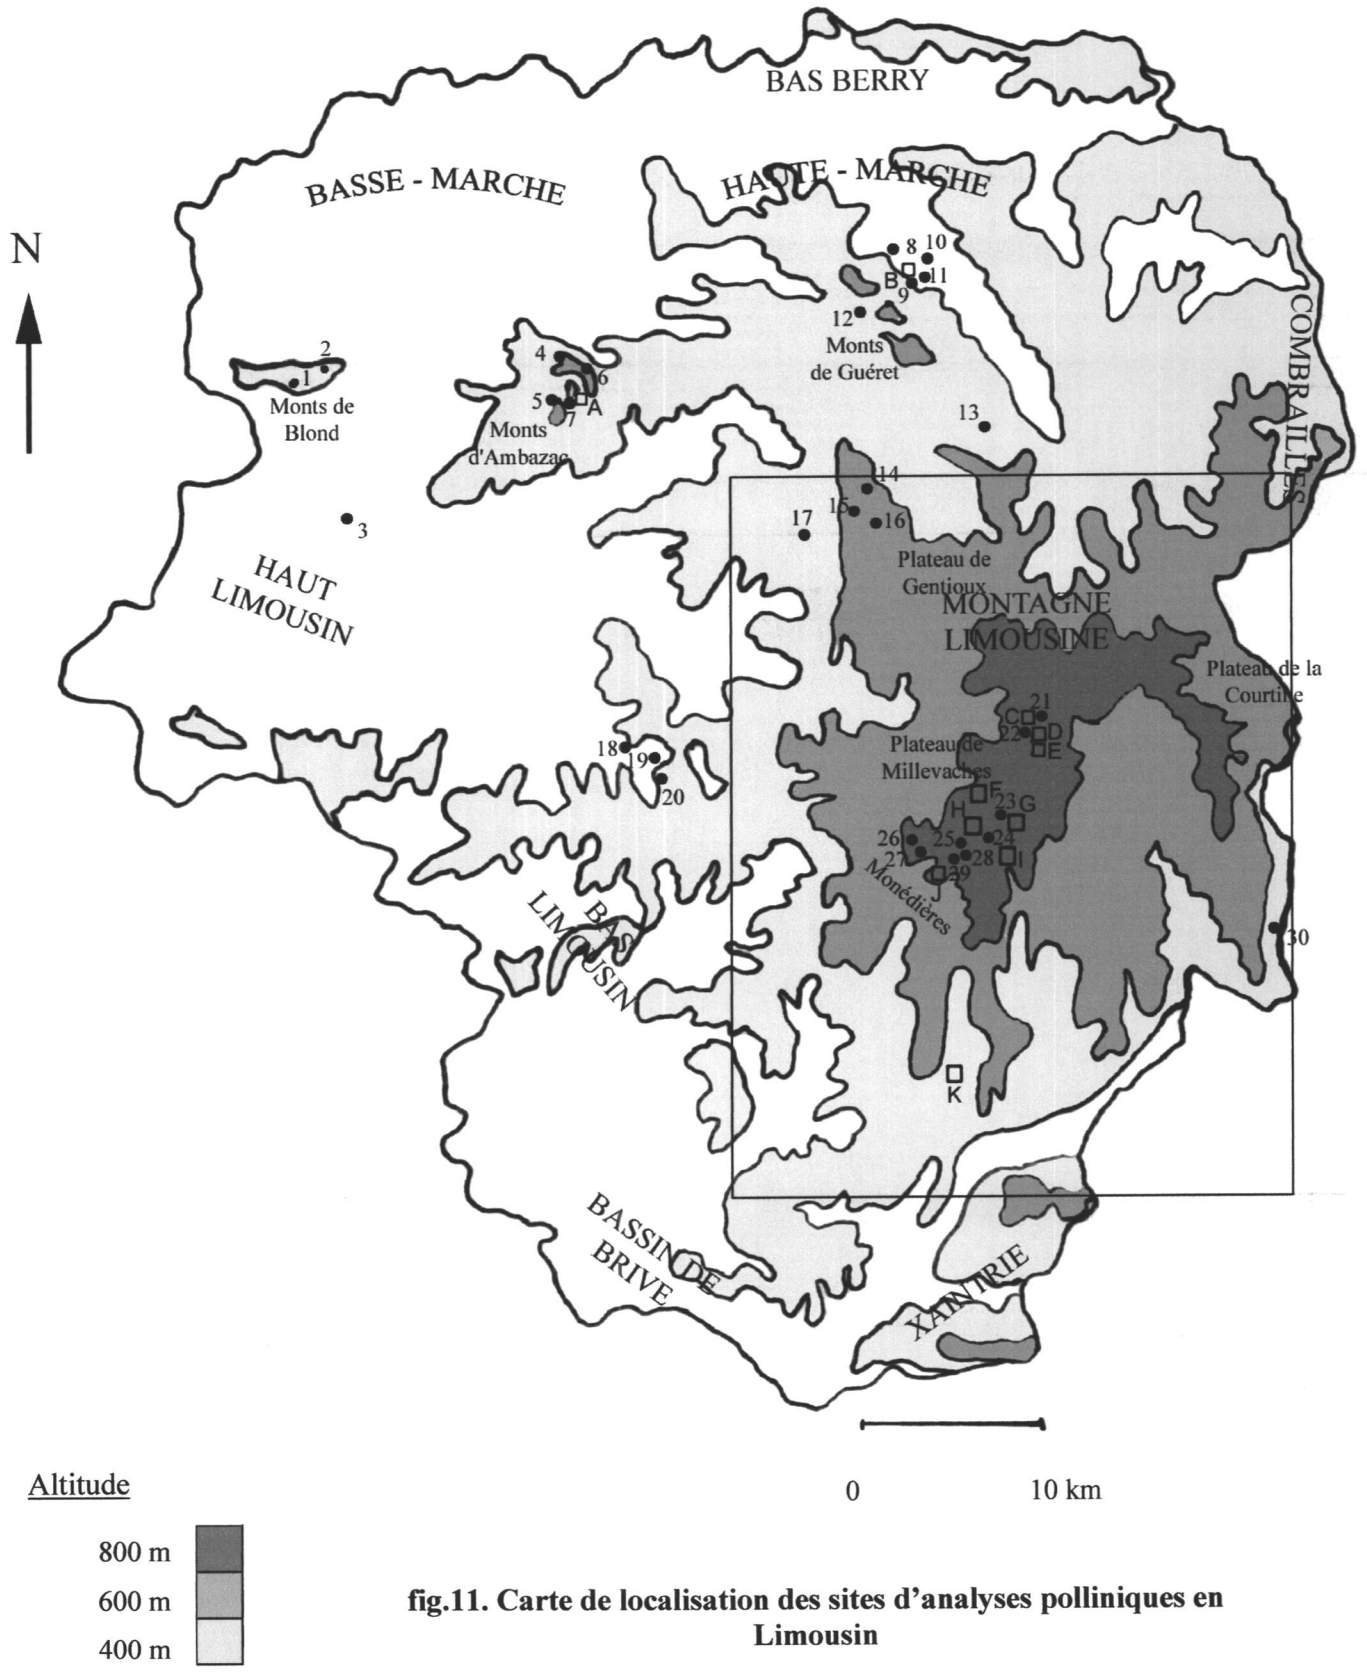 BAS BERRY
BASSE - MARCHE
HAUTE - MARCHE
N
8
10
B
11
9
12
Monts
de Guéret
COMBRAILLES
2
1
Monts de
Blond
4
6
5
7
A
Monts
d'Ambazac
13
14
15
16
17
3
HAUT
LIMOUSIN
Plateau de
Gentioux
MONTAGNE
LIMOUSINE
Plateau de la
Courtine
21
C
22
D
E
18
19
20
Plateau de
Millevaches
F
23
G
H
26
25
24
27
28
I
29
J
Monédières
30
BAS
LIMOUSIN
K
BASSIN DE
BRIVE
XAINTRIE
0
10 km
Altitude
800 m
600 m
400 m
fig.11. Carte de localisation des sites d'analyses polliniques en
Limousin